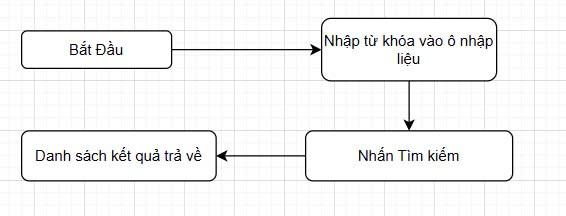 Bắt Đầu
Nhập từ khóa vào ô nhập
liệu
Nhấn Tìm kiếm
Danh sách kết quả trả về